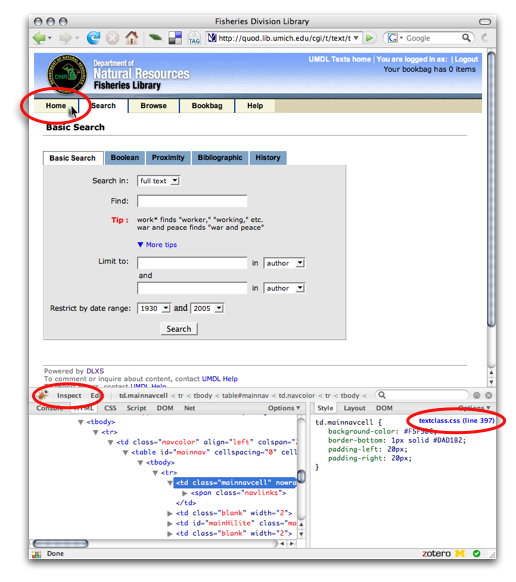 Fisheries Division Library
TAG
http://quod.lib.umich.edu/cgi/t/text/t
Google
DNR
Department of
Natural Resources
Fisheries Library
UMDL Texts home | You are logged in as: | Logout
Your bookbag has 0 items
Home Search Browse Bookbag Help
Basic Search
Basic Search Boolean Proximity Bibliographic History
Search in: full text
Find:
Tip : work* finds "worker," "working," etc.
war and peace finds "war and peace"
▼ More tips
Limit to: in author
and
in author
Restrict by date range: 1930 and 2005
Search
Powered by DLXS
To comment or inquire about content, contact UMDL Help
Inspect Edit td.mainnavcell < tr < tbody < table#mainnav < td.navcolor < tr < tbody <
Console HTML CSS Script DOM Net Options
Style Layout DOM Options
<tbody>
<tr>
<td class="navcolor" align="left" colspan="
<table id="mainnav" cellspacing="0" cell
<tbody>
<tr>
<td class="mainnavcell" nowra
<span class="navlinks">
</td>
<td class="blank" width="2">
<td id="mainHilite" class="ma
<td class="blank" width="2">
textclass.css (line 397)
td.mainnavcell {
background-color: #F5F5DC;
border-bottom: 1px solid #DAD1B2;
padding-left: 20px;
padding-right: 20px;
}
Done
zotero M